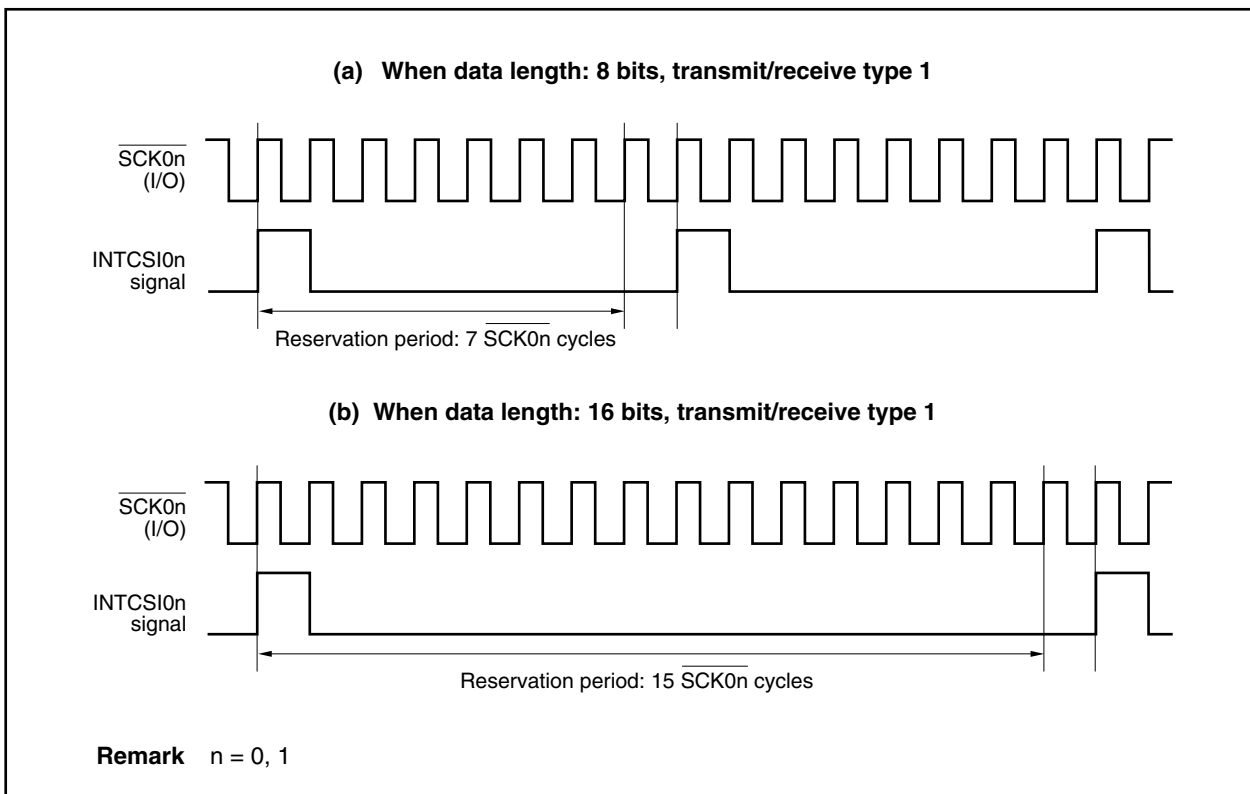 (a) When data length: 8 bits, transmit/receive type 1
SCK0n
(I/O)
INTCSI0n
signal
Reservation period: 7 SCK0n cycles
(b) When data length: 16 bits, transmit/receive type 1
SCK0n
(I/O)
INTCSI0n
signal
Reservation period: 15 SCK0n cycles
Remark n = 0, 1